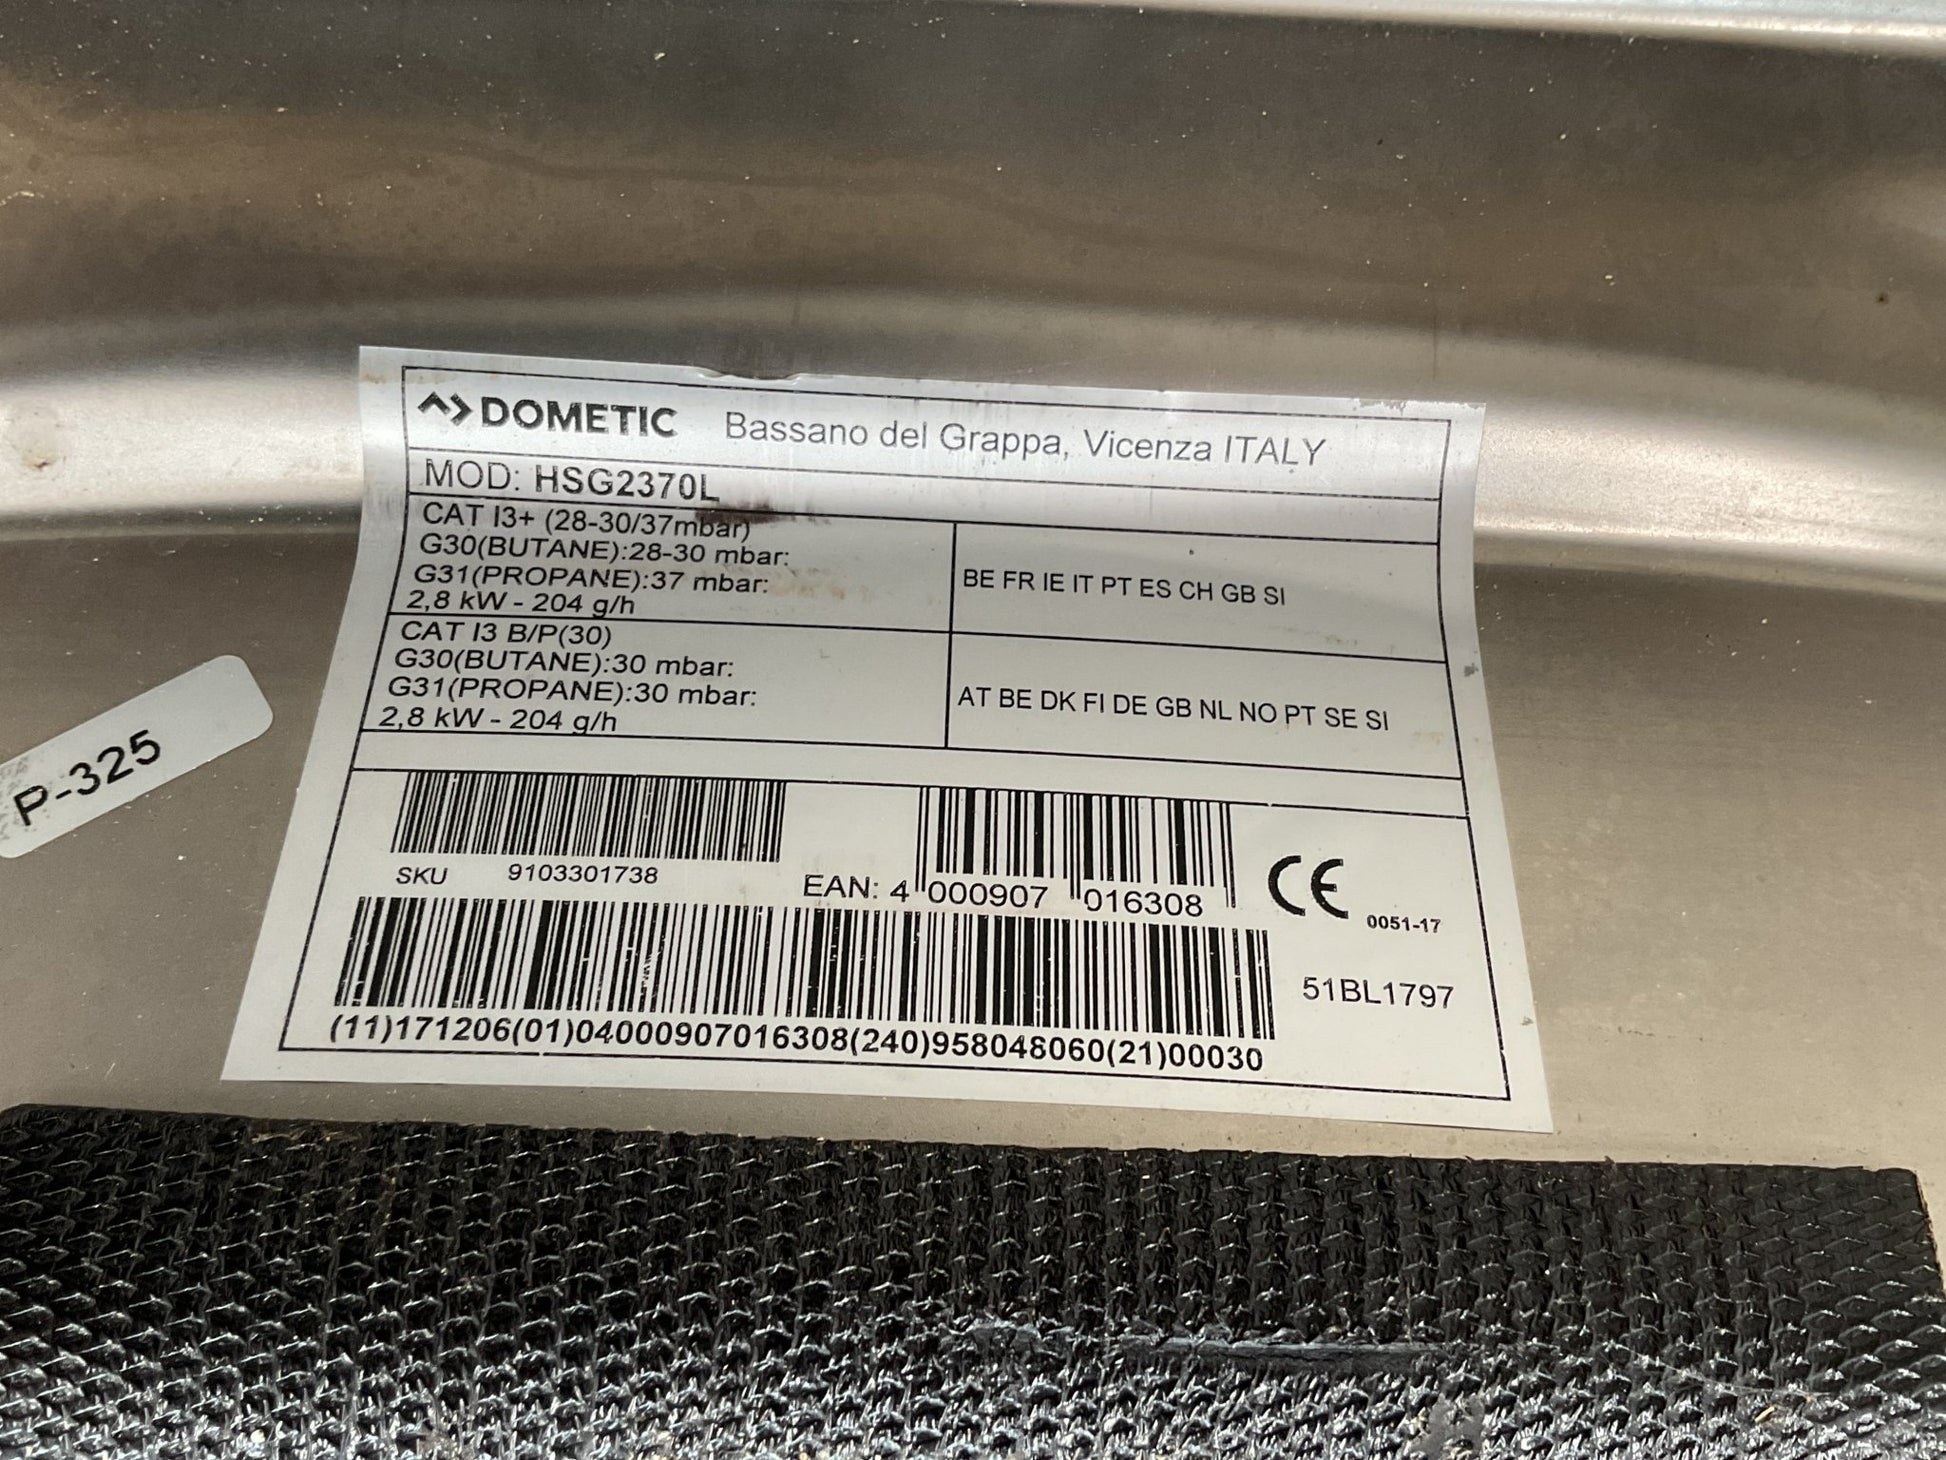 DOMETIC Bassano del Grappa, Vicenza ITALY
MOD: HSG2370L
CAT I3+ (28-30/37mbar)
G30(BUTANE):28-30 mbar:
G31(PROPANE):37 mbar:
2,8 kW - 204 g/h
BE FR IE IT PT ES CH GB SI
CAT I3 B/P(30)
G30(BUTANE):30 mbar:
G31(PROPANE):30 mbar:
2,8 kW - 204 g/h
AT BE DK FI DE GB NL NO PT SE SI
P-325
SKU 9103301738
EAN: 4 000907 016308
CE 0051-17
51BL1797
(11)171206(01)04000907016308(240)958048060(21)00030